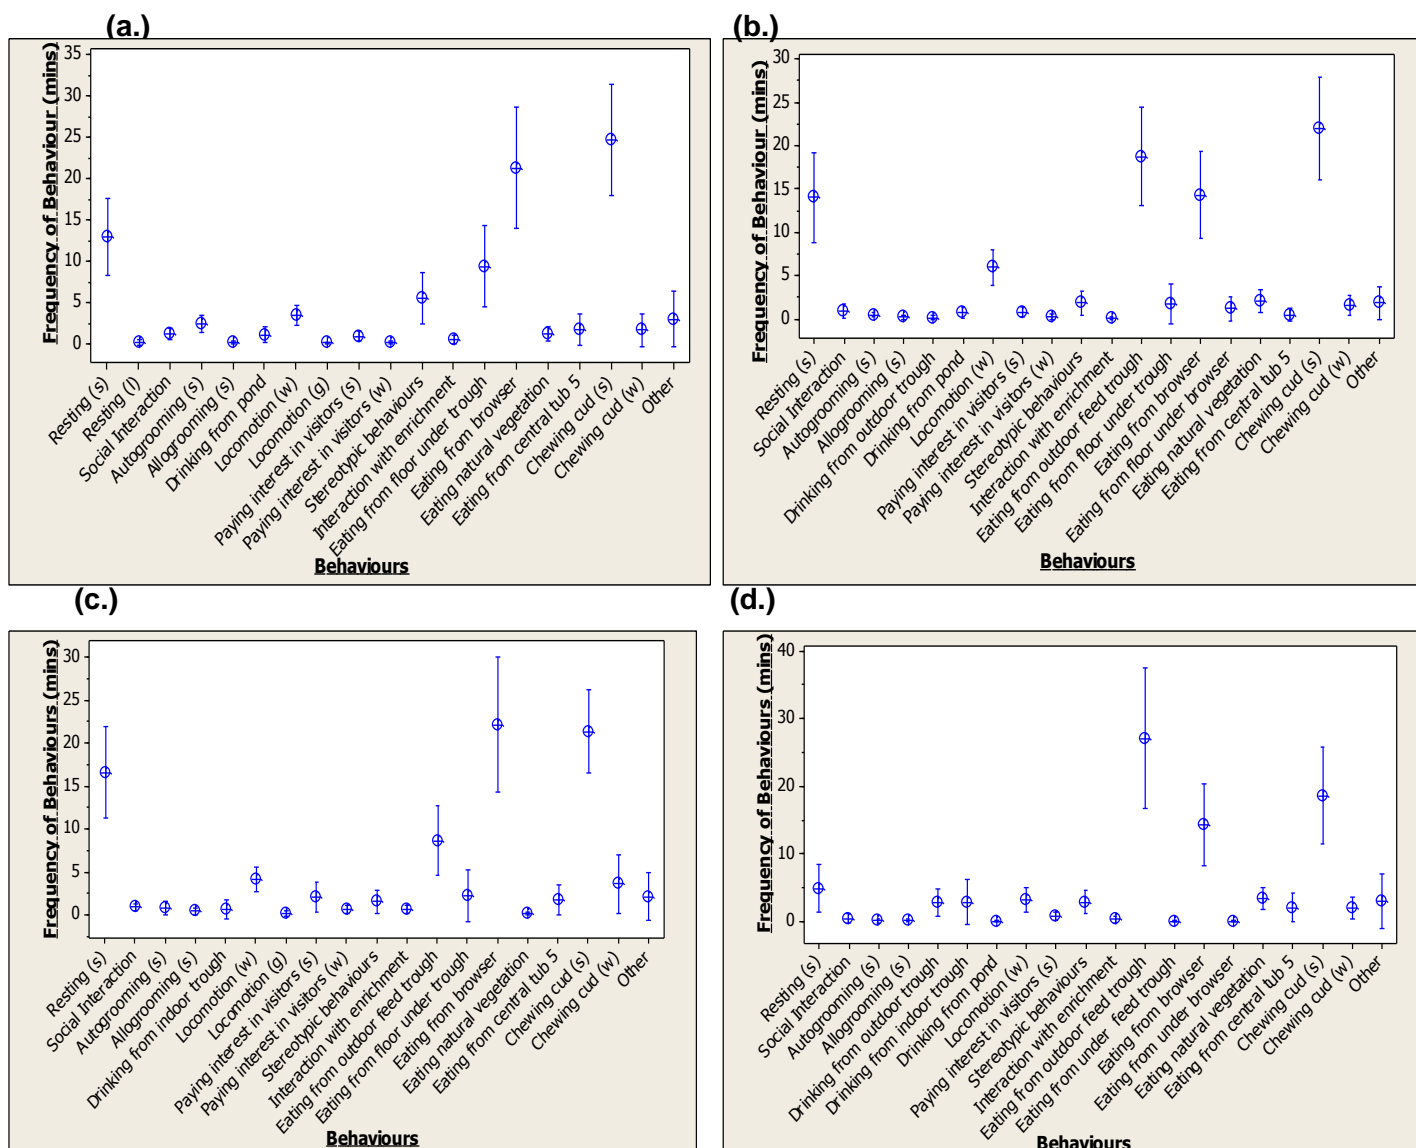 (a.)
Frequency of Behaviour (mins)
35
30
25
20
15
10
5
0
Resting (s)
Resting (l)
Social Interaction
Autogrooming (s)
Allogrooming (s)
Drinking from pond
Locomotion (w)
Locomotion (g)
Paying interest in visitors (s)
Paying interest in visitors (w)
Stereotypic behaviours
Interaction with enrichment
Eating from floor under trough
Eating from browser
Eating natural vegetation
Eating from central tub 5
Chewing cud (s)
Chewing cud (w)
Other
Behaviours
(b.)
Frequency of Behaviour (mins)
30
25
20
15
10
5
0
Resting (s)
Social Interaction
Autogrooming (s)
Allogrooming (s)
Drinking from outdoor trough
Drinking from pond
Locomotion (w)
Paying interest in visitors (s)
Paying interest in visitors (w)
Stereotypic behaviours
Interaction with enrichment
Eating from outdoor feed trough
Eating from floor under trough
Eating from browser
Eating from floor under browser
Eating natural vegetation
Eating from central tub 5
Chewing cud (s)
Chewing cud (w)
Other
Behaviours
(c.)
Frequency of Behaviours (mins)
30
25
20
15
10
5
0
Resting (s)
Social Interaction
Autogrooming (s)
Allogrooming (s)
Drinking from indoor trough
Locomotion (w)
Locomotion (g)
Paying interest in visitors (s)
Paying interest in visitors (w)
Stereotypic behaviours
Interaction with enrichment
Eating from outdoor feed trough
Eating from floor under trough
Eating from browser
Eating natural vegetation
Eating from central tub 5
Chewing cud (s)
Chewing cud (w)
Other
Behaviours
(d.)
Frequency of Behaviours (mins)
40
30
20
10
0
Resting (s)
Social Interaction
Autogrooming (s)
Allogrooming (s)
Drinking from outdoor trough
Drinking from indoor trough
Drinking from pond
Locomotion (w)
Paying interest in visitors (s)
Stereotypic behaviours
Interaction with enrichment
Eating from outdoor feed trough
Eating from under feed trough
Eating from browser
Eating from under browser
Eating natural vegetation
Eating from central tub 5
Chewing cud (s)
Chewing cud (w)
Other
Behaviours